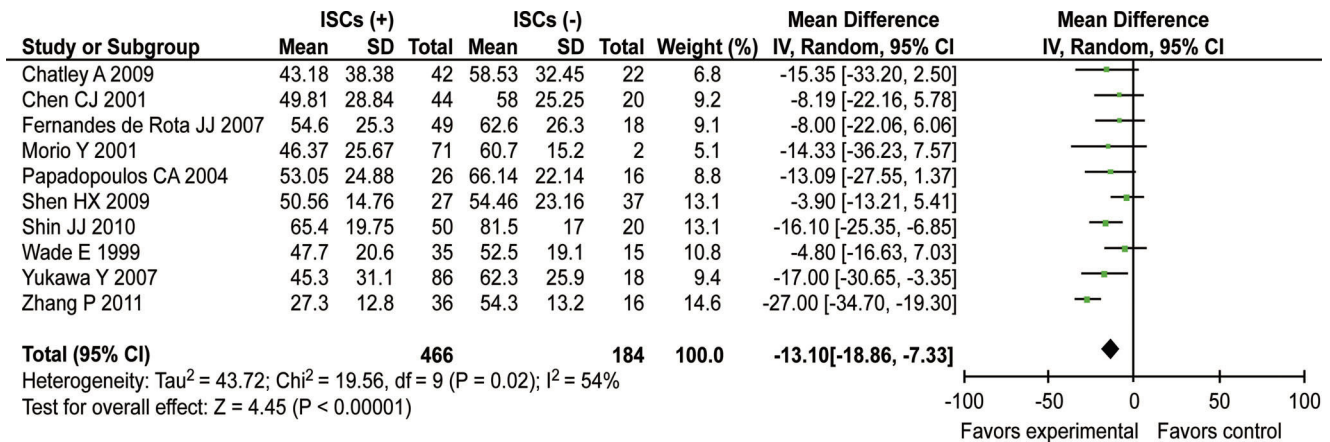 ISCs (+) ISCs (-) Mean Difference Mean Difference
Study or Subgroup Mean SD Total Mean SD Total Weight (%) IV, Random, 95% CI IV, Random, 95% CI
Chatley A 2009 43.18 38.38 42 58.53 32.45 22 6.8 -15.35 [-33.20, 2.50]
Chen CJ 2001 49.81 28.84 44 58 25.25 20 9.2 -8.19 [-22.16, 5.78]
Fernandes de Rota JJ 2007 54.6 25.3 49 62.6 26.3 18 9.1 -8.00 [-22.06, 6.06]
Morio Y 2001 46.37 25.67 71 60.7 15.2 2 5.1 -14.33 [-36.23, 7.57]
Papadopoulos CA 2004 53.05 24.88 26 66.14 22.14 16 8.8 -13.09 [-27.55, 1.37]
Shen HX 2009 50.56 14.76 27 54.46 23.16 37 13.1 -3.90 [-13.21, 5.41]
Shin JJ 2010 65.4 19.75 50 81.5 17 20 13.1 -16.10 [-25.35, -6.85]
Wade E 1999 47.7 20.6 35 52.5 19.1 15 10.8 -4.80 [-16.63, 7.03]
Yukawa Y 2007 45.3 31.1 86 62.3 25.9 18 9.4 -17.00 [-30.65, -3.35]
Zhang P 2011 27.3 12.8 36 54.3 13.2 16 14.6 -27.00 [-34.70, -19.30]
Total (95% CI) 466 184 100.0 -13.10[-18.86, -7.33]
Heterogeneity: Tau² = 43.72; Chi² = 19.56, df = 9 (P = 0.02); I² = 54%
Test for overall effect: Z = 4.45 (P < 0.00001)
-100 -50 0 50 100
Favors experimental Favors control